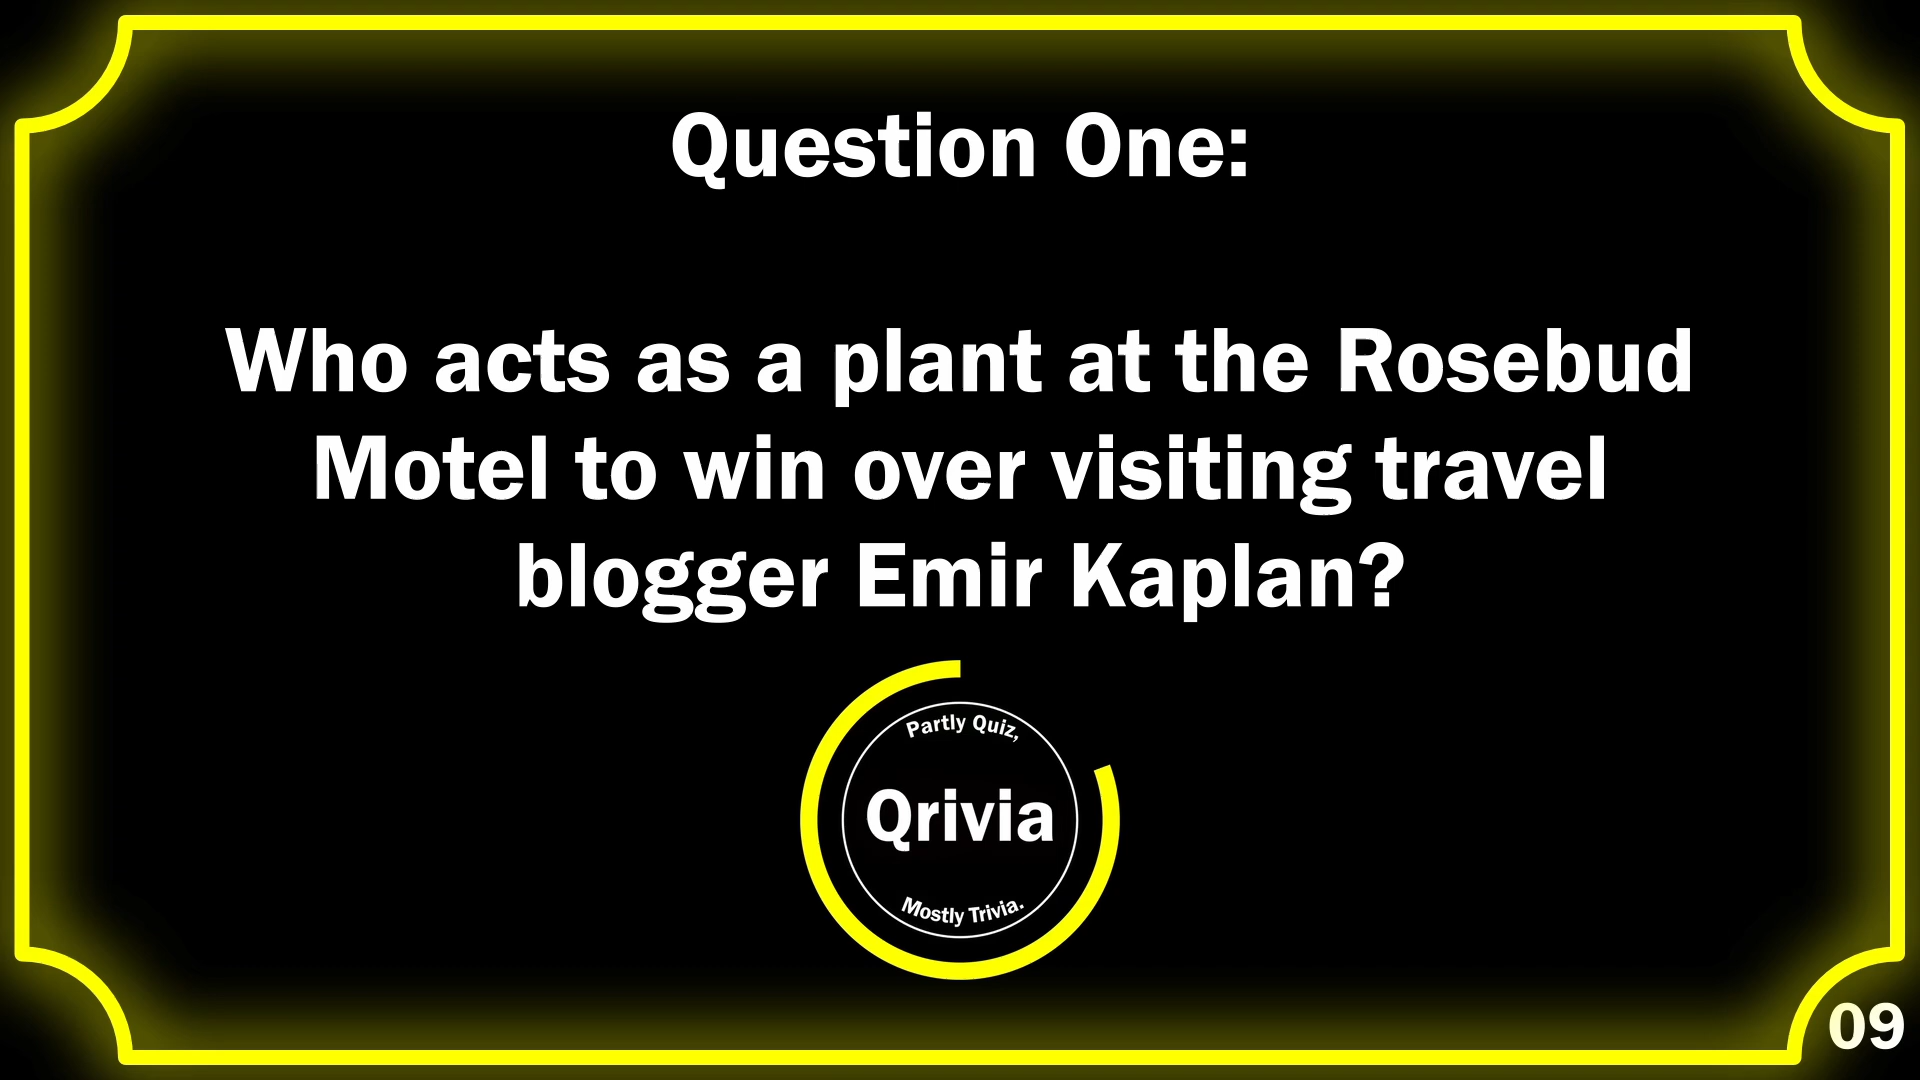 Question One:
Who acts as a plant at the Rosebud
Motel to win over visiting travel
blogger Emir Kaplan?
Partly Quiz,
Qrivia
Mostly Trivia.
09